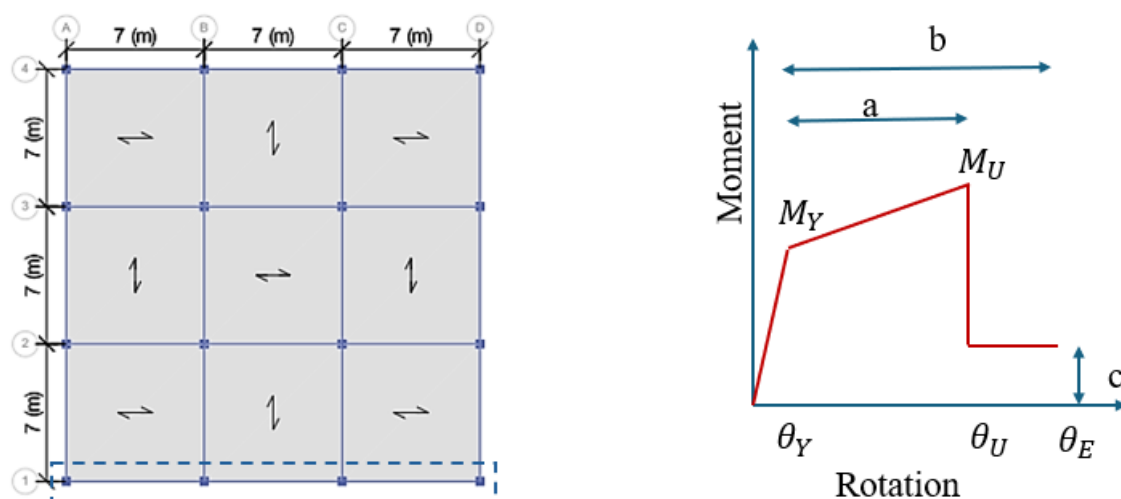 A
B
C
D
7 (m)
7 (m)
7 (m)
4
7 (m)
3
7 (m)
2
7 (m)
1
b
a
Moment
M_U
M_Y
c
θ_Y
θ_U
θ_E
Rotation